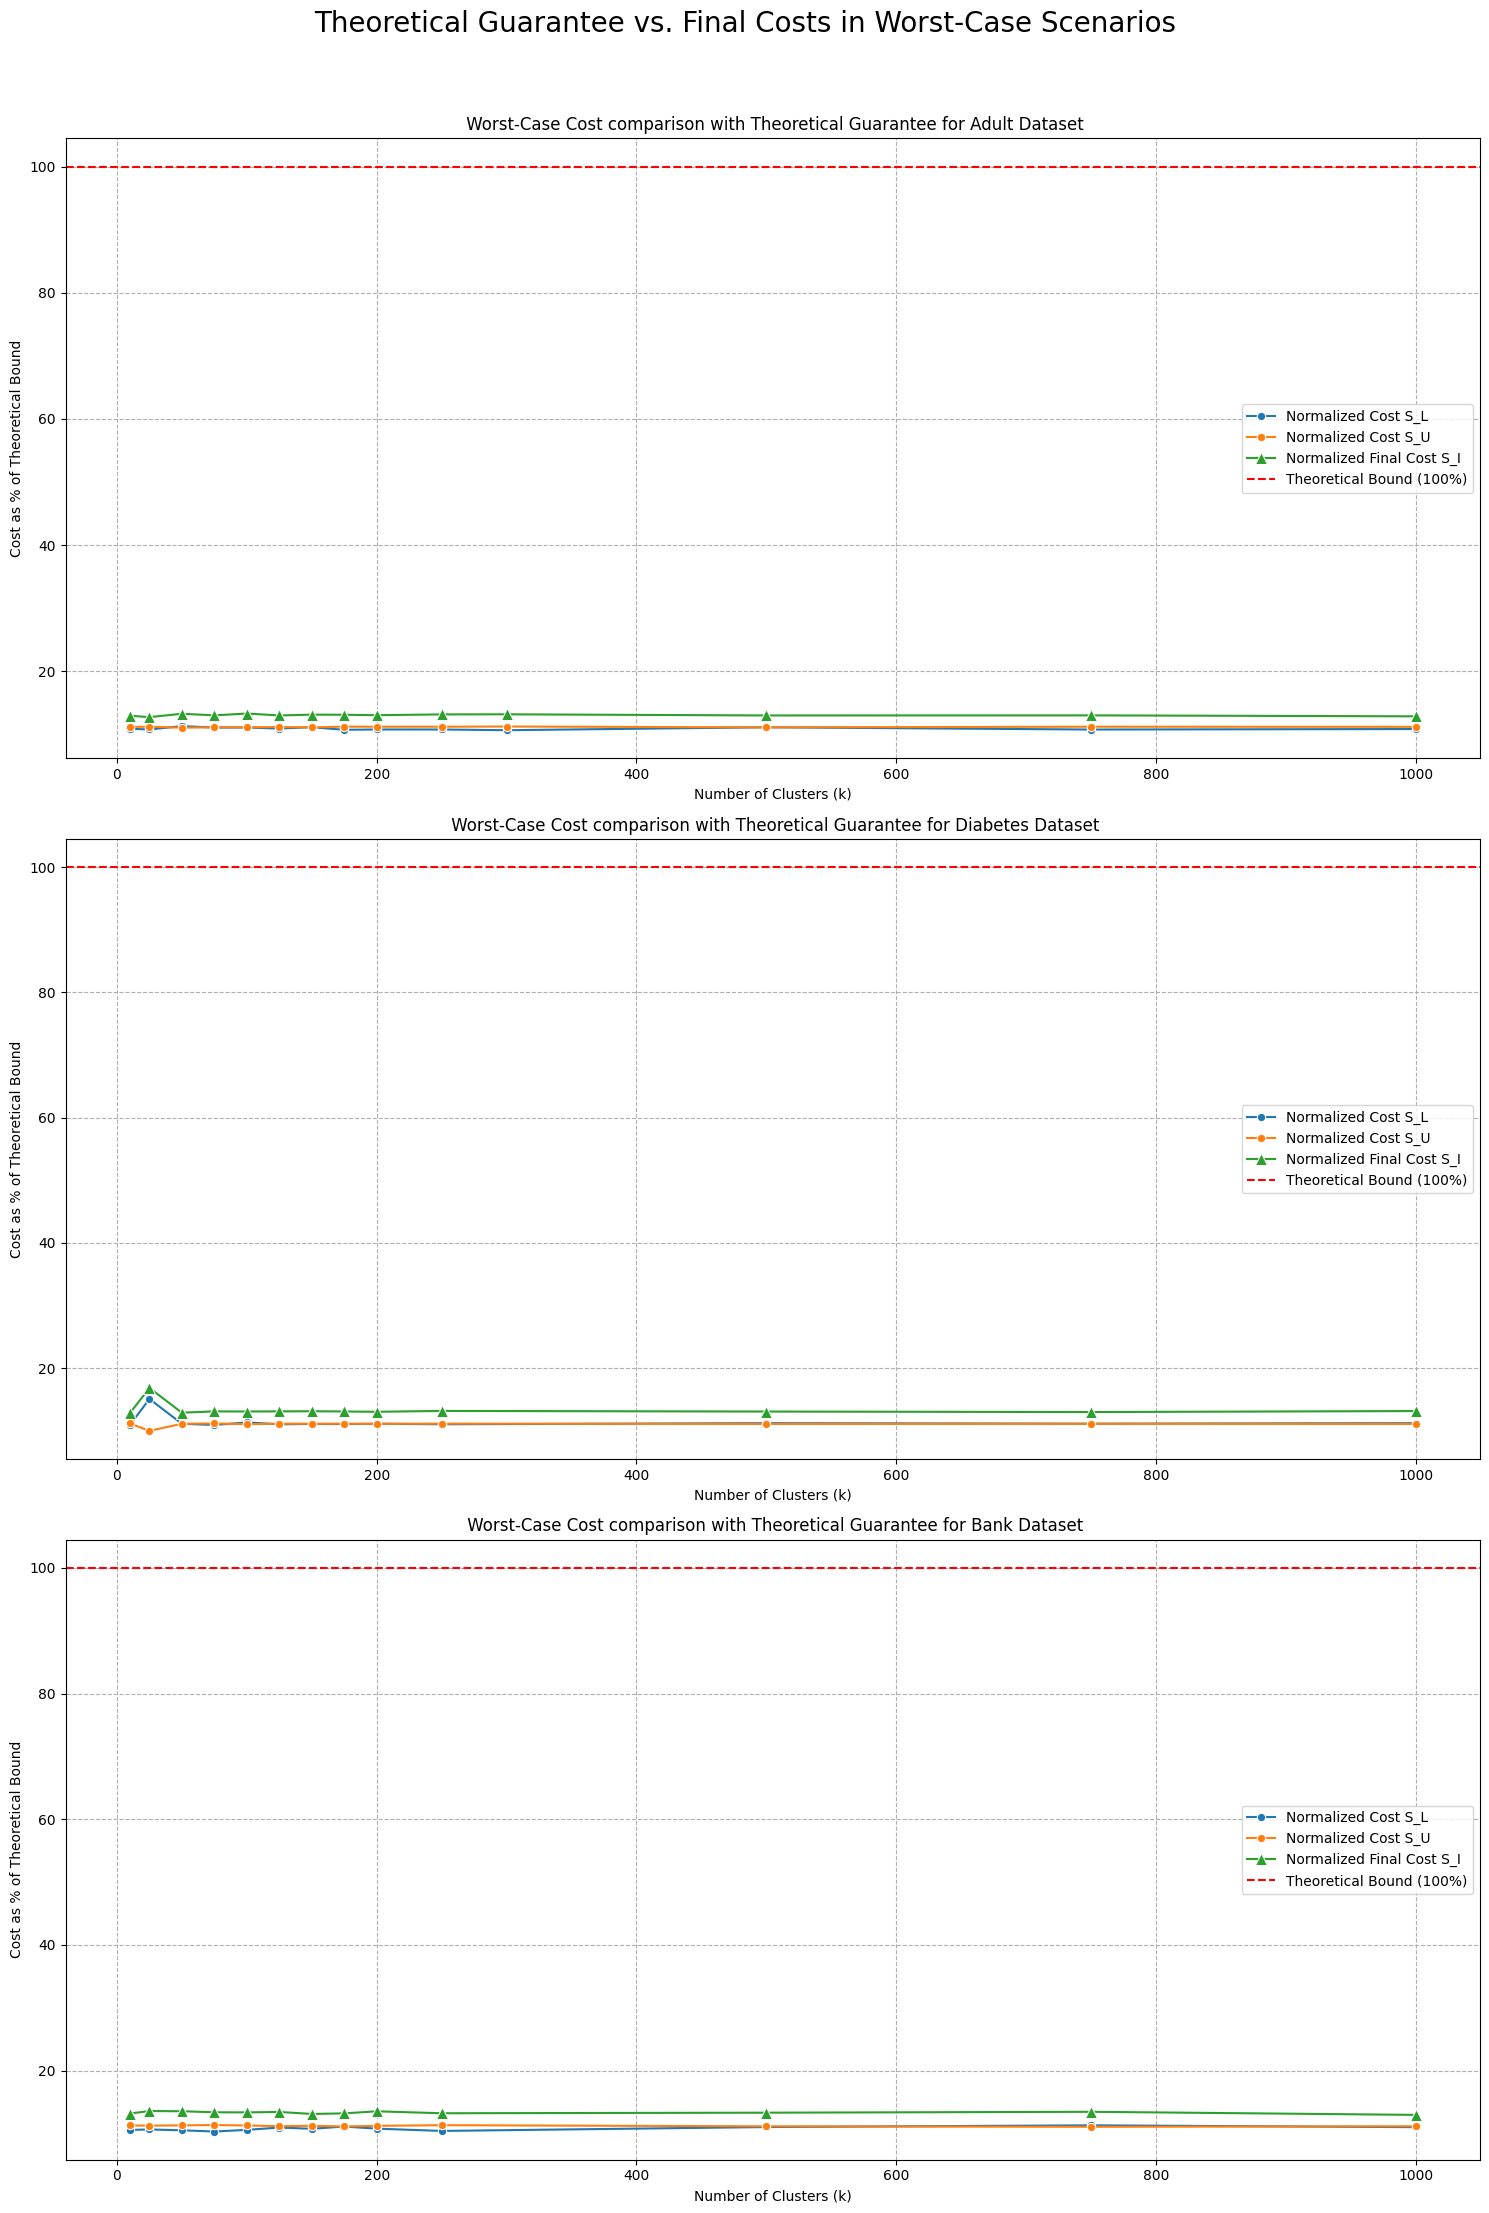 Theoretical Guarantee vs. Final Costs in Worst-Case Scenarios
Worst-Case Cost comparison with Theoretical Guarantee for Adult Dataset
Cost as % of Theoretical Bound
100
80
60
40
20
Normalized Cost S_L
Normalized Cost S_U
Normalized Final Cost S_I
Theoretical Bound (100%)
0 200 400 600 800 1000
Number of Clusters (k)
Worst-Case Cost comparison with Theoretical Guarantee for Diabetes Dataset
Cost as % of Theoretical Bound
100
80
60
40
20
Normalized Cost S_L
Normalized Cost S_U
Normalized Final Cost S_I
Theoretical Bound (100%)
0 200 400 600 800 1000
Number of Clusters (k)
Worst-Case Cost comparison with Theoretical Guarantee for Bank Dataset
Cost as % of Theoretical Bound
100
80
60
40
20
Normalized Cost S_L
Normalized Cost S_U
Normalized Final Cost S_I
Theoretical Bound (100%)
0 200 400 600 800 1000
Number of Clusters (k)